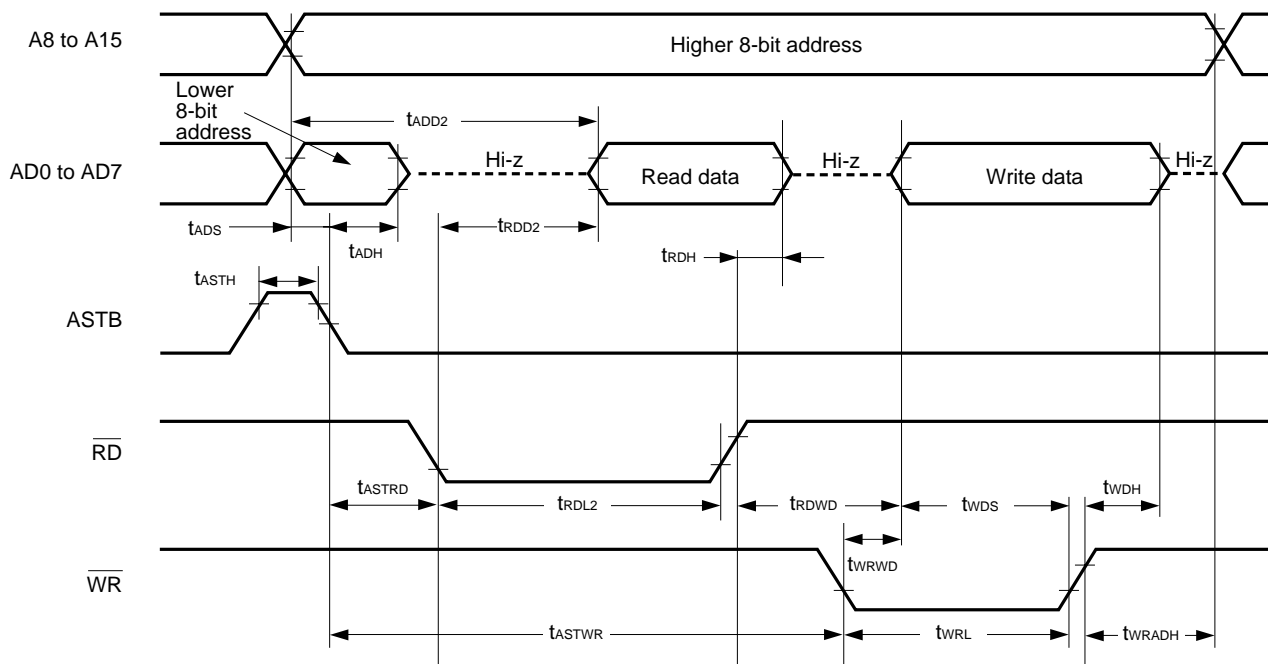 A8 to A15
Higher 8-bit address
Lower
8-bit
address
tADD2
AD0 to AD7
Hi-z
Read data
Hi-z
Write data
Hi-z
tADS
tADH
tRDD2
tRDH
tASTH
ASTB
RD
tASTRD
tRDL2
tRDWD
tWDS
tWDH
WR
tWRWD
tASTWR
tWRL
tWRADH